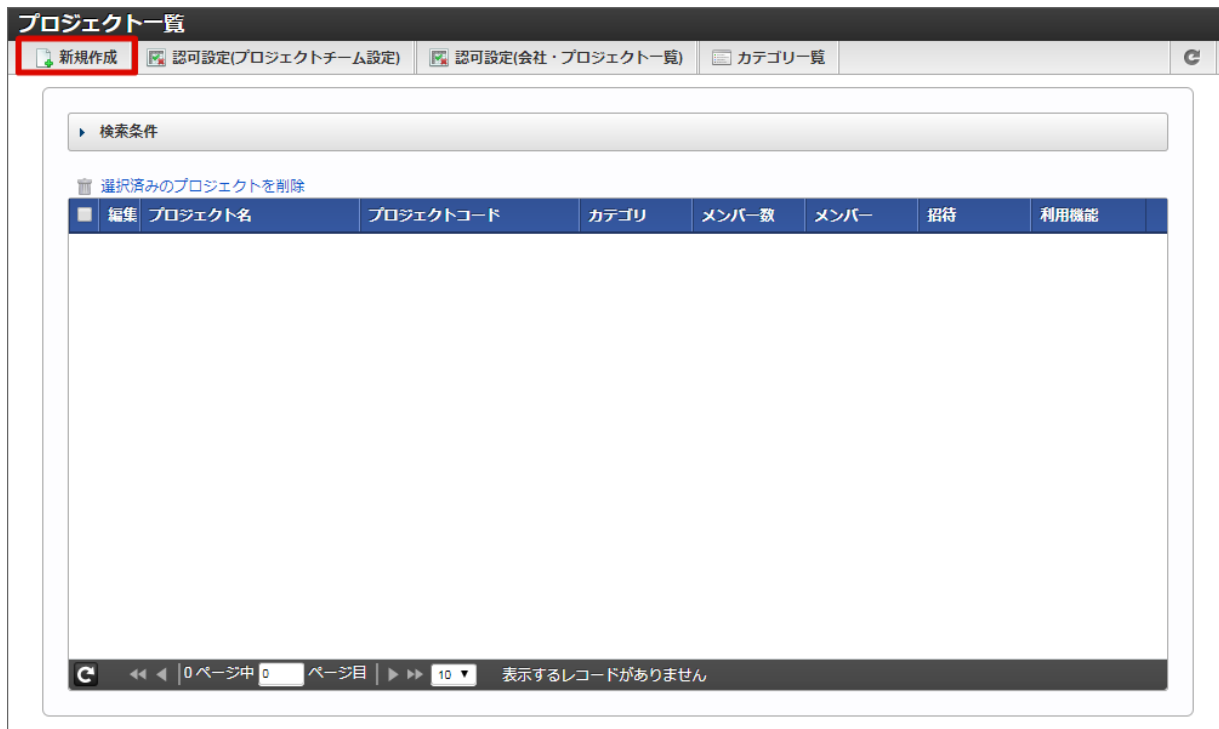 プロジェクト一覧
新規作成 認可設定(プロジェクトチーム設定) 認可設定(会社・プロジェクト一覧) カテゴリ一覧
検索条件
選択済みのプロジェクトを削除
編集 プロジェクト名 プロジェクトコード カテゴリ メンバー数 メンバー 招待 利用機能
0 ページ中 0 ページ目 10 表示するレコードがありません